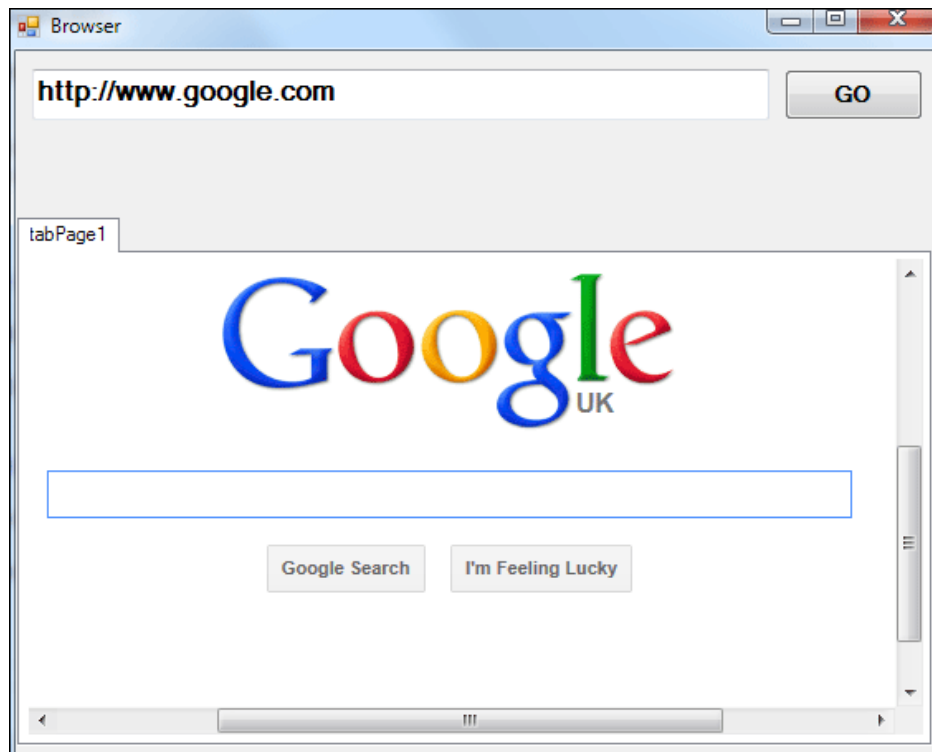 Browser
http://www.google.com
GO
tabPage1
Google
UK
Google Search
I'm Feeling Lucky